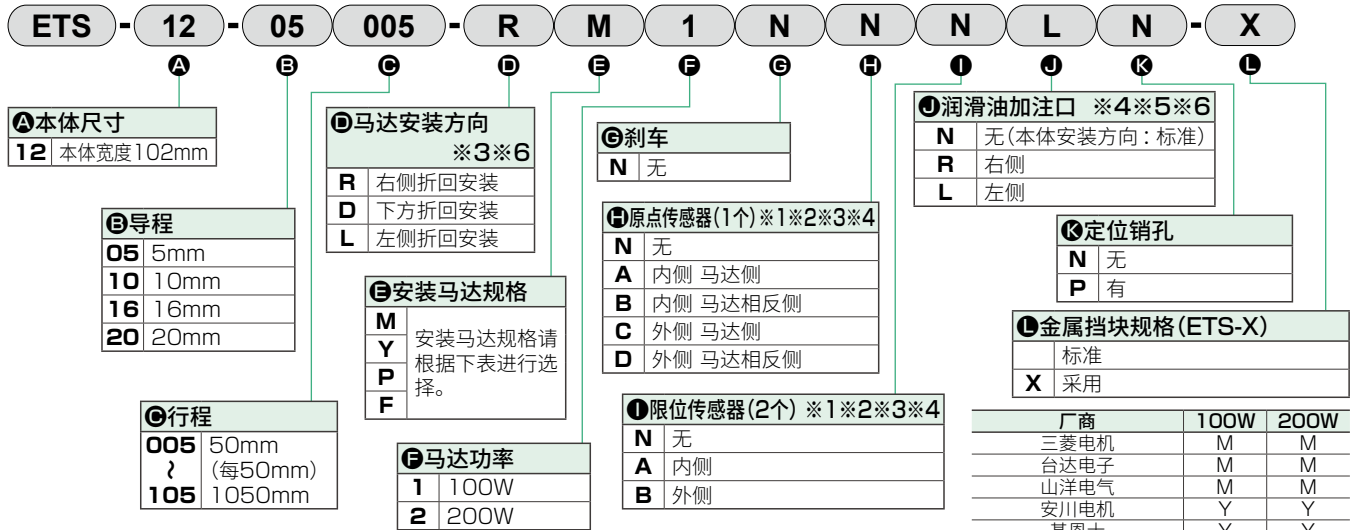 ETS-12-05 005-R M 1 N N N L N-X
A B C D E F G H I J K L
A本体尺寸
12 本体宽度102mm
B导程
05 5mm
10 10mm
16 16mm
20 20mm
C行程
005 50mm
~ (每50mm)
105 1050mm
D马达安装方向
※3※6
R 右侧折回安装
D 下方折回安装
L 左侧折回安装
E安装马达规格
M
Y
P
F
安装马达规格请
根据下表进行选
择。
F马达功率
1 100W
2 200W
G刹车
N 无
H原点传感器(1个)※1※2※3※4
N 无
A 内侧 马达侧
B 内侧 马达相反侧
C 外侧 马达侧
D 外侧 马达相反侧
I限位传感器(2个) ※1※2※3※4
N 无
A 内侧
B 外侧
J润滑油加注口 ※4※5※6
N 无(本体安装方向:标准)
R 右侧
L 左侧
K定位销孔
N 无
P 有
L金属挡块规格(ETS-X)
标准
X 采用
厂商 100W 200W
三菱电机 M M
台达电子 M M
山洋电气 M M
安川电机 Y Y
基恩士 Y Y